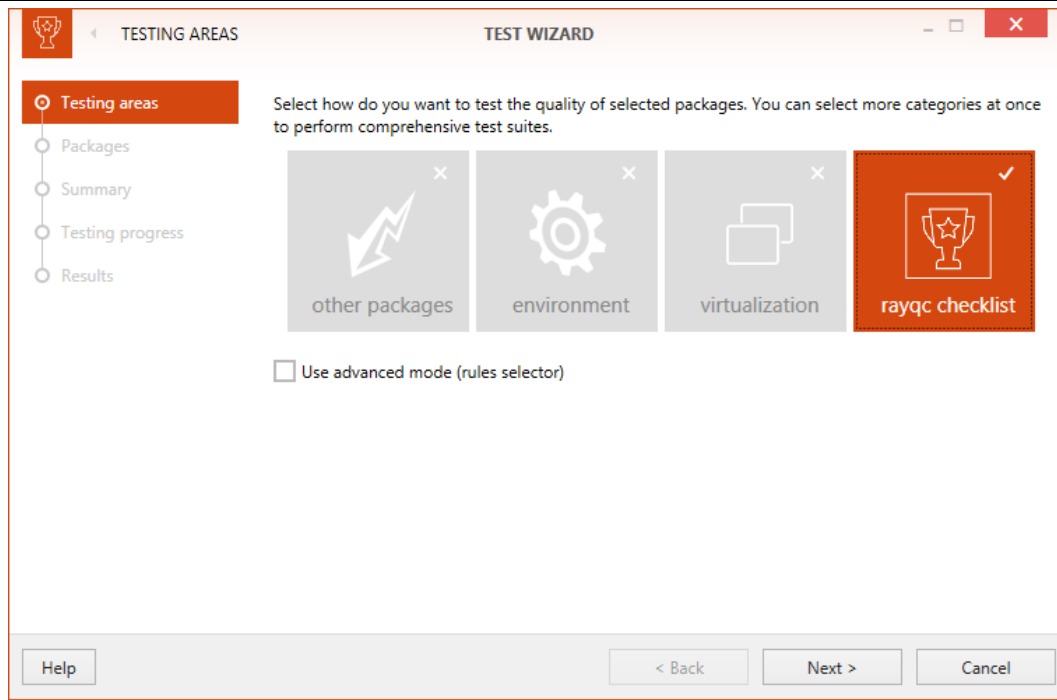 TESTING AREAS
TEST WIZARD
Testing areas
Packages
Summary
Testing progress
Results
Select how do you want to test the quality of selected packages. You can select more categories at once
to perform comprehensive test suites.
other packages
environment
virtualization
rayqc checklist
Use advanced mode (rules selector)
Help
< Back
Next >
Cancel